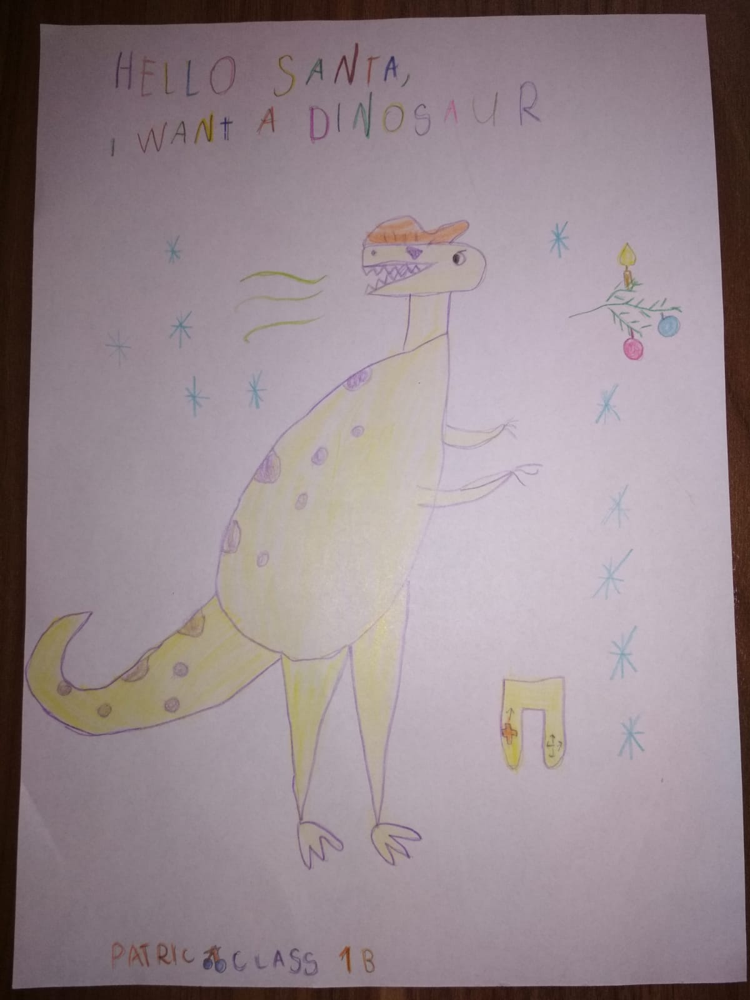 HELLO SANTA,
I WANt A DINOSAUR
PATRIC CLASS 1B